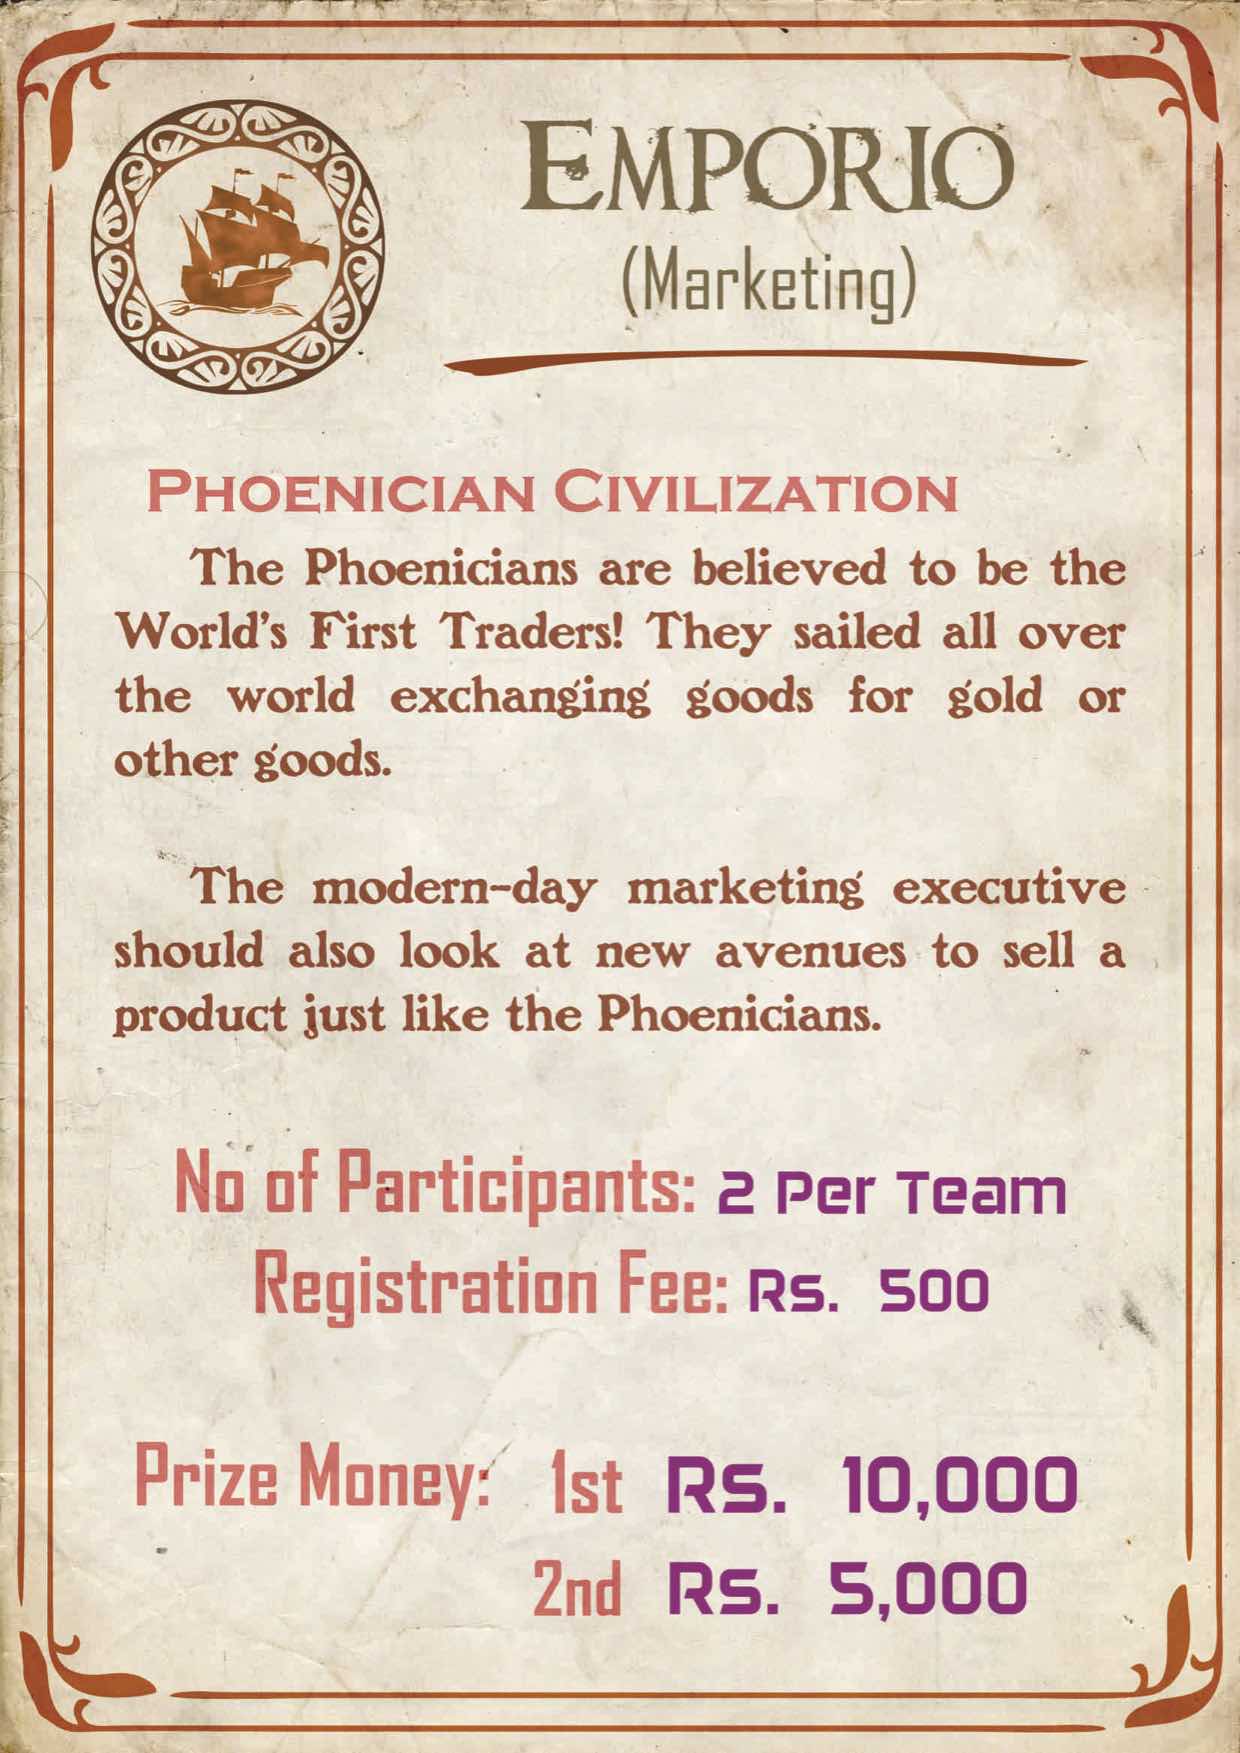 EMPORIO
(Marketing)
PHOENICIAN CIVILIZATION
The Phoenicians are believed to be the
World's First Traders! They sailed all over
the world exchanging goods for gold or
other goods.
The modern-day marketing executive
should also look at new avenues to sell a
product just like the Phoenicians.
No of Participants: 2 Per Team
Registration Fee: Rs. 500
Prize Money: 1st Rs. 10,000
2nd Rs. 5,000